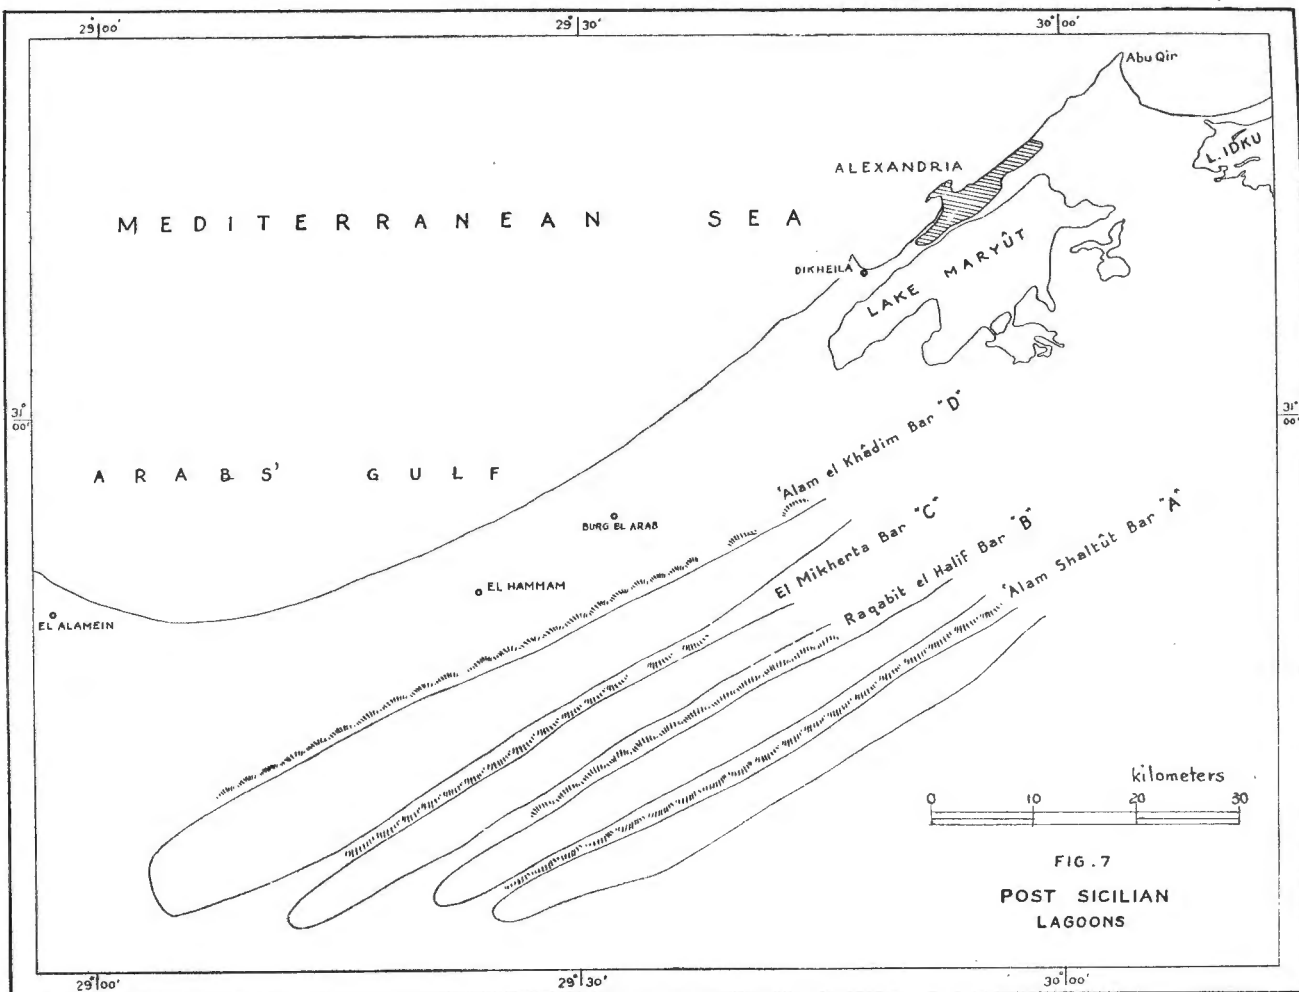 29°00'
29°30'
30°00'
Abu Qir
L. IDKU
ALEXANDRIA
MEDITERRANEAN SEA
DIKHEILA
LAKE MARYÛT
31°
00'
31°
00'
'Alam el Khâdim Bar "D"
ARABS' GULF
BURG EL ARAB
El Mikherta Bar "C"
Raqabit el Halif Bar "B"
'Alam Shaltût Bar "A"
EL HAMMAM
EL ALAMEIN
kilometers
0 10 20 30
FIG. 7
POST SICILIAN
LAGOONS
29°00'
29°30'
30°00'